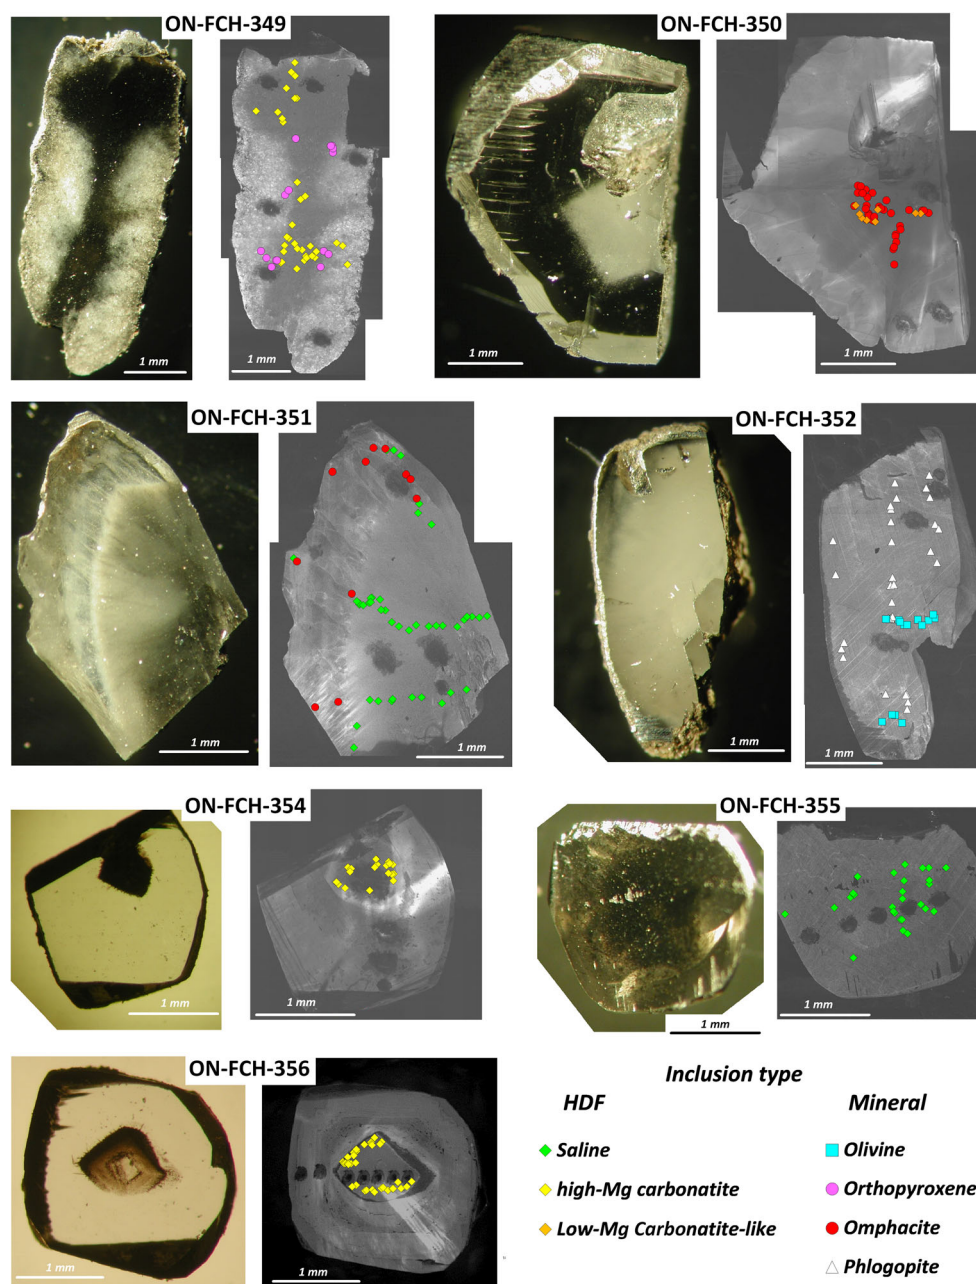 ON-FCH-349
1 mm
1 mm
ON-FCH-350
1 mm
1 mm
ON-FCH-351
1 mm
1 mm
ON-FCH-352
1 mm
1 mm
ON-FCH-354
1 mm
1 mm
ON-FCH-355
1 mm
1 mm
ON-FCH-356
1 mm
1 mm
Inclusion type
HDF
Saline
high-Mg carbonatite
Low-Mg Carbonatite-like
Mineral
Olivine
Orthopyroxene
Omphacite
Phlogopite